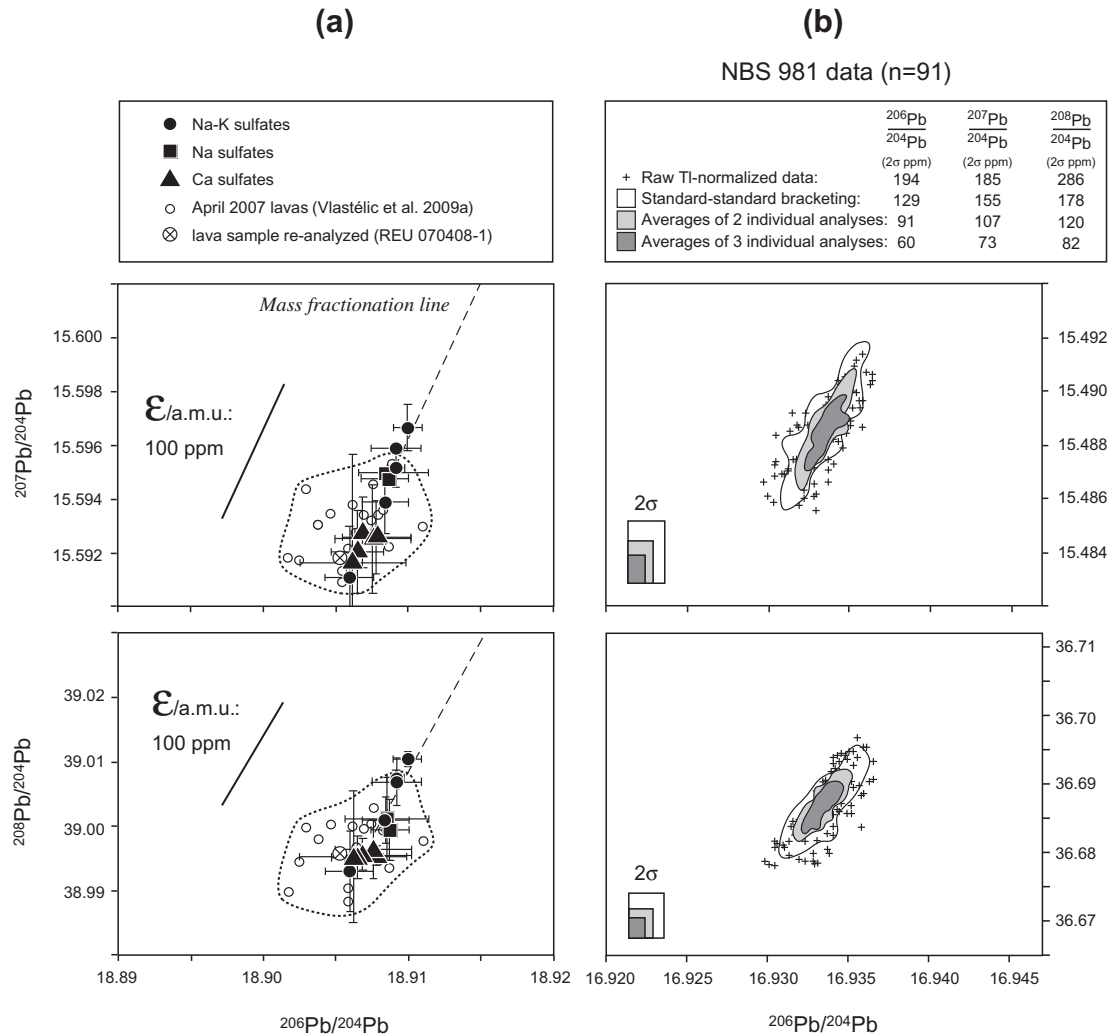 (a)
(b)
NBS 981 data (n=91)
Na-K sulfates
Na sulfates
Ca sulfates
April 2007 lavas (Vlastélic et al. 2009a)
lava sample re-analyzed (REU 070408-1)
²⁰⁶Pb/²⁰⁴Pb ²⁰⁷Pb/²⁰⁴Pb ²⁰⁸Pb/²⁰⁴Pb
(2σ ppm) (2σ ppm) (2σ ppm)
+ Raw Tl-normalized data: 194 185 286
Standard-standard bracketing: 129 155 178
Averages of 2 individual analyses: 91 107 120
Averages of 3 individual analyses: 60 73 82
Mass fractionation line
ε/a.m.u.:
100 ppm
15.600
15.598
15.596
15.594
15.592
²⁰⁷Pb/²⁰⁴Pb
2σ
15.492
15.490
15.488
15.486
15.484
ε/a.m.u.:
100 ppm
39.02
39.01
39.00
38.99
²⁰⁸Pb/²⁰⁴Pb
18.89
18.90
18.91
18.92
²⁰⁶Pb/²⁰⁴Pb
2σ
36.71
36.70
36.69
36.68
36.67
16.920
16.925
16.930
16.935
16.940
16.945
²⁰⁶Pb/²⁰⁴Pb